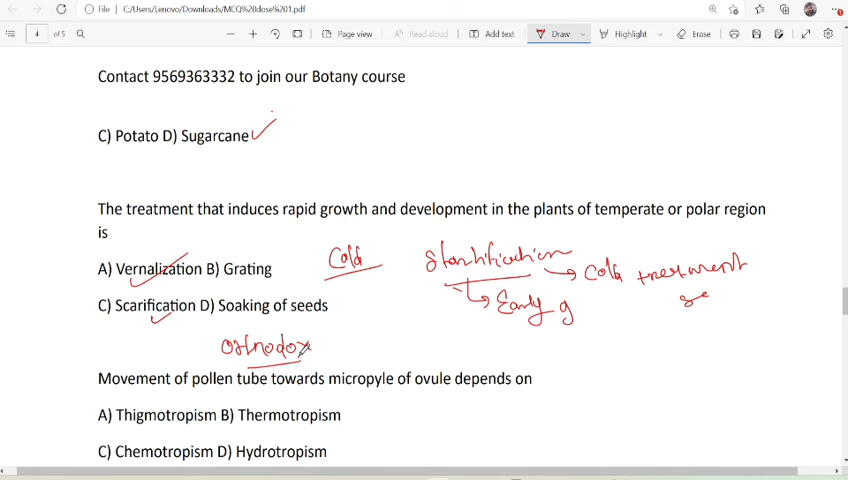 File | C:/Users/Lenovo/Downloads/MCQ%20dose%201.pdf
4 of 5 Page view Read aloud Add text Draw Highlight Erase
Contact 9569363332 to join our Botany course
C) Potato D) Sugarcane
The treatment that induces rapid growth and development in the plants of temperate or polar region
is
A) Vernalization B) Grating
Cold
Cold treatment
se
C) Scarification D) Soaking of seeds
Early g
Movement of pollen tube towards micropyle of ovule depends on
A) Thigmotropism B) Thermotropism
C) Chemotropism D) Hydrotropism